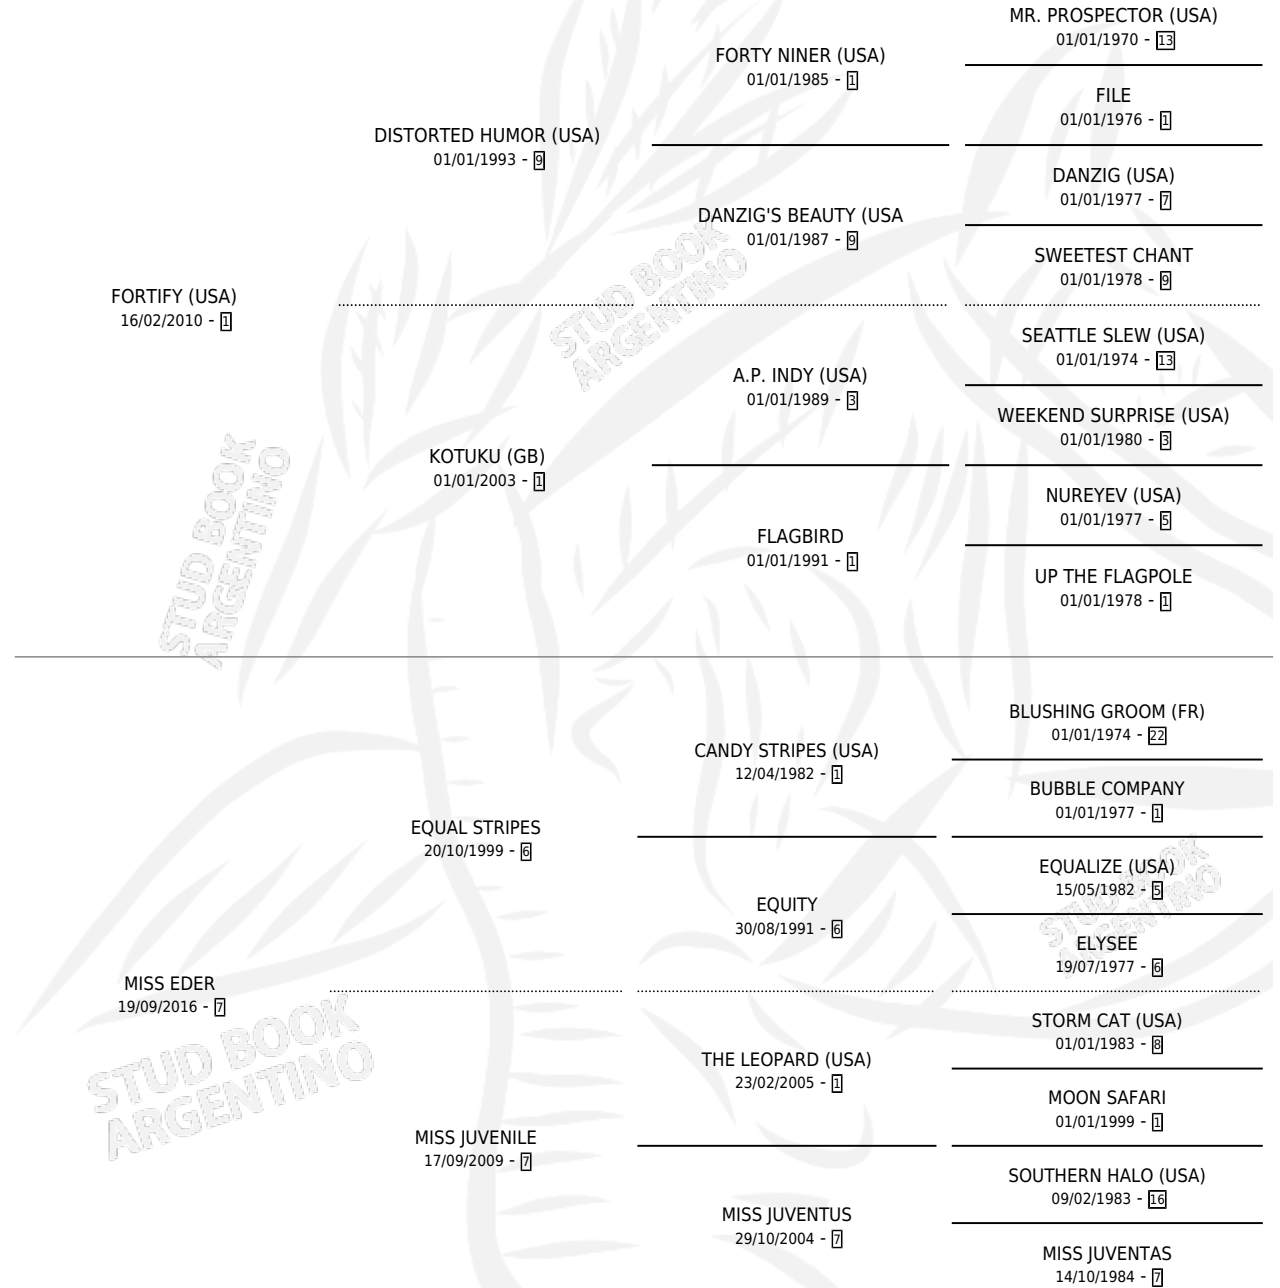 MR. PROSPECTOR (USA)
01/01/1970 - 13
FORTY NINER (USA)
01/01/1985 - 1
FILE
01/01/1976 - 1
DISTORTED HUMOR (USA)
01/01/1993 - 9
DANZIG (USA)
01/01/1977 - 7
DANZIG'S BEAUTY (USA
01/01/1987 - 9
SWEETEST CHANT
01/01/1978 - 9
FORTIFY (USA)
16/02/2010 - 1
STUD BOOK
ARGENTINO
SEATTLE SLEW (USA)
01/01/1974 - 13
A.P. INDY (USA)
01/01/1989 - 3
WEEKEND SURPRISE (USA)
01/01/1980 - 3
KOTUKU (GB)
01/01/2003 - 1
NUREYEV (USA)
01/01/1977 - 5
FLAGBIRD
01/01/1991 - 1
UP THE FLAGPOLE
01/01/1978 - 1
STUD BOOK
ARGENTINO
BLUSHING GROOM (FR)
01/01/1974 - 22
CANDY STRIPES (USA)
12/04/1982 - 1
BUBBLE COMPANY
01/01/1977 - 1
EQUAL STRIPES
20/10/1999 - 6
EQUALIZE (USA)
15/05/1982 - 5
EQUITY
30/08/1991 - 6
STUD BOOK
ARGENTINO
ELYSEE
19/07/1977 - 6
MISS EDER
19/09/2016 - 7
STORM CAT (USA)
01/01/1983 - 8
THE LEOPARD (USA)
23/02/2005 - 1
STUD BOOK
ARGENTINO
MOON SAFARI
01/01/1999 - 1
MISS JUVENILE
17/09/2009 - 7
SOUTHERN HALO (USA)
09/02/1983 - 16
MISS JUVENTUS
29/10/2004 - 7
MISS JUVENTAS
14/10/1984 - 7